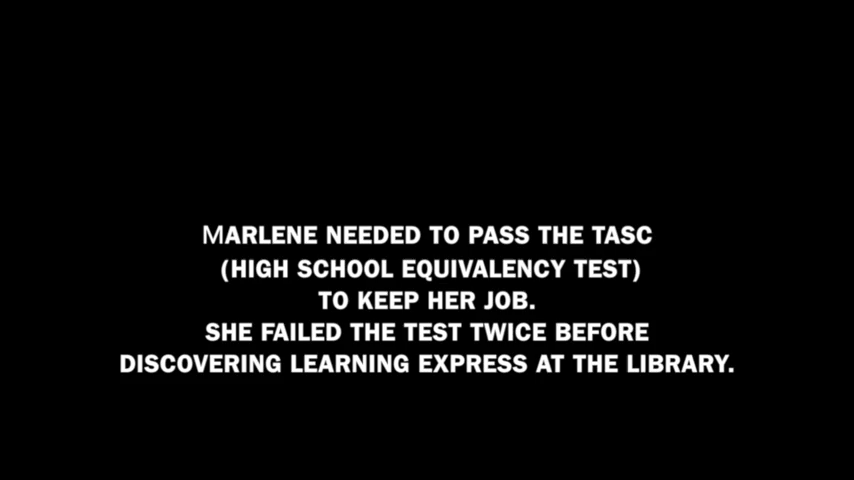 MARLENE NEEDED TO PASS THE TASC
(HIGH SCHOOL EQUIVALENCY TEST)
TO KEEP HER JOB.
SHE FAILED THE TEST TWICE BEFORE
DISCOVERING LEARNING EXPRESS AT THE LIBRARY.